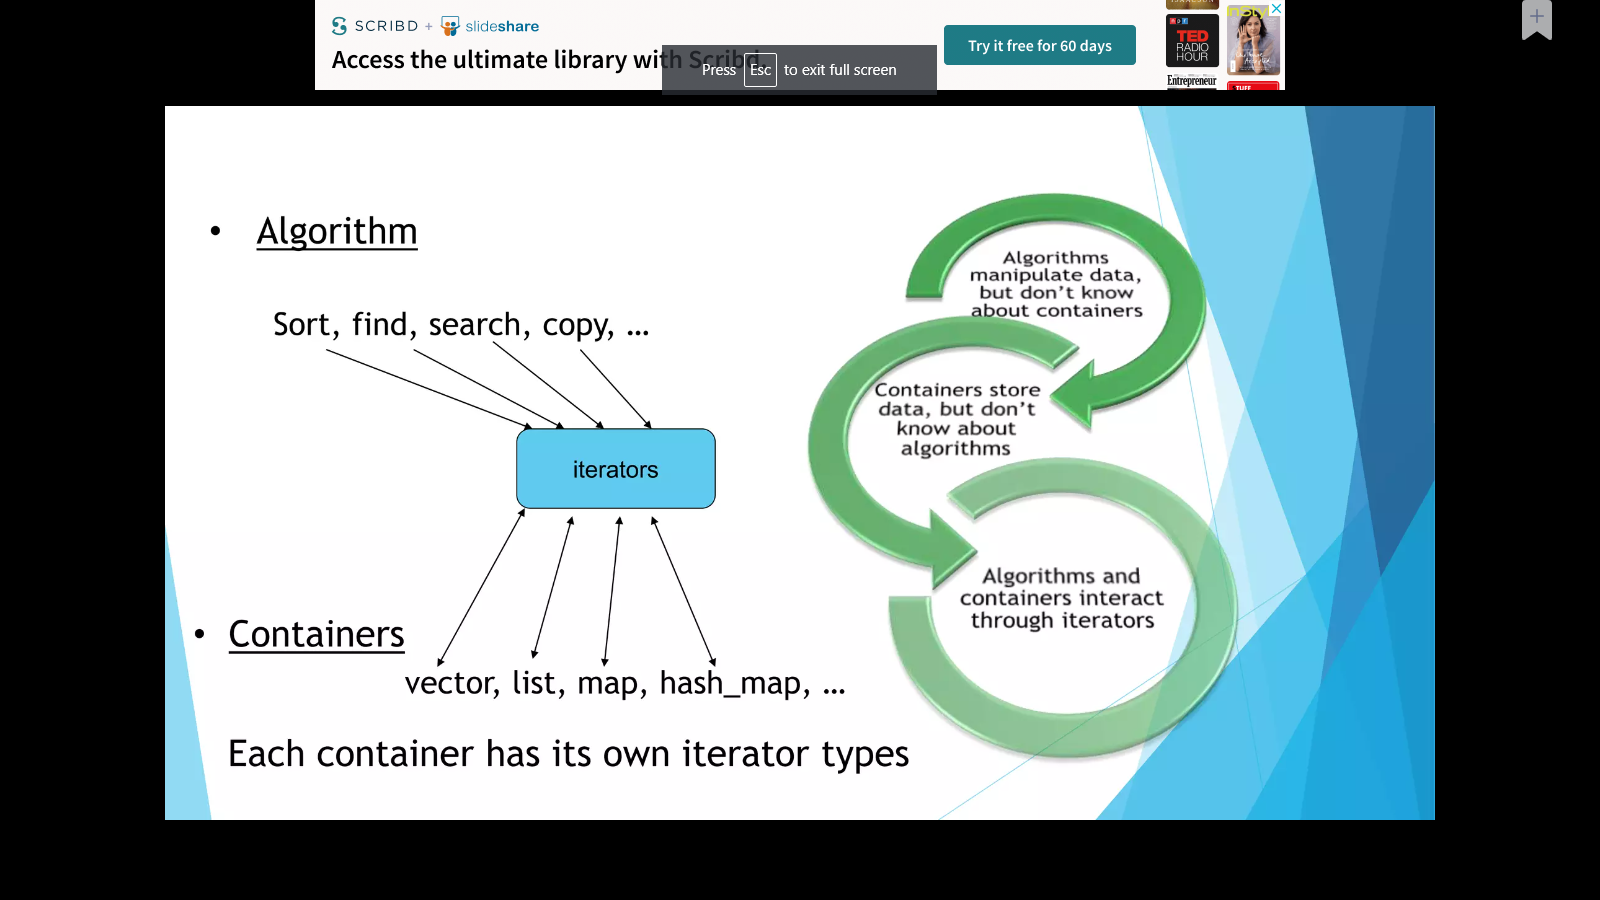 SCRIBD + slideshare
Access the ultimate library with Scribd.
Press Esc to exit full screen
Try it free for 60 days
TED
RADIO
HOUR
InStyle
Entrepreneur
• Algorithm
Sort, find, search, copy, ...
iterators
• Containers
vector, list, map, hash_map, ...
Each container has its own iterator types
Algorithms
manipulate data,
but don't know
about containers
Containers store
data, but don't
know about
algorithms
Algorithms and
containers interact
through iterators